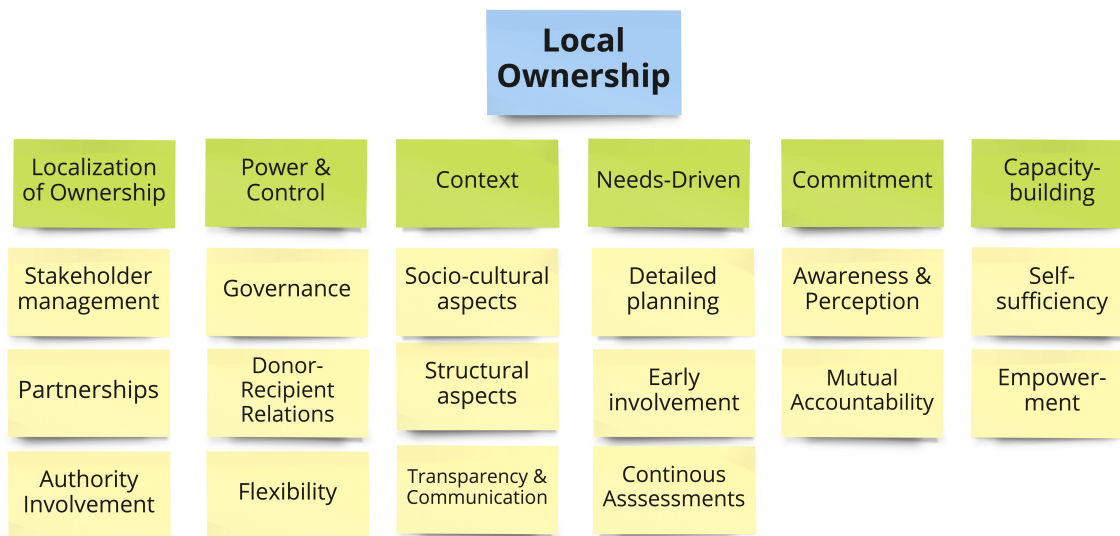 Local
Ownership
Localization
of Ownership
Power &
Control
Context
Needs-Driven
Commitment
Capacity-
building
Stakeholder
management
Governance
Socio-cultural
aspects
Detailed
planning
Awareness &
Perception
Self-
sufficiency
Partnerships
Donor-
Recipient
Relations
Structural
aspects
Early
involvement
Mutual
Accountability
Empower-
ment
Authority
Involvement
Flexibility
Transparency &
Communication
Continous
Asssessments